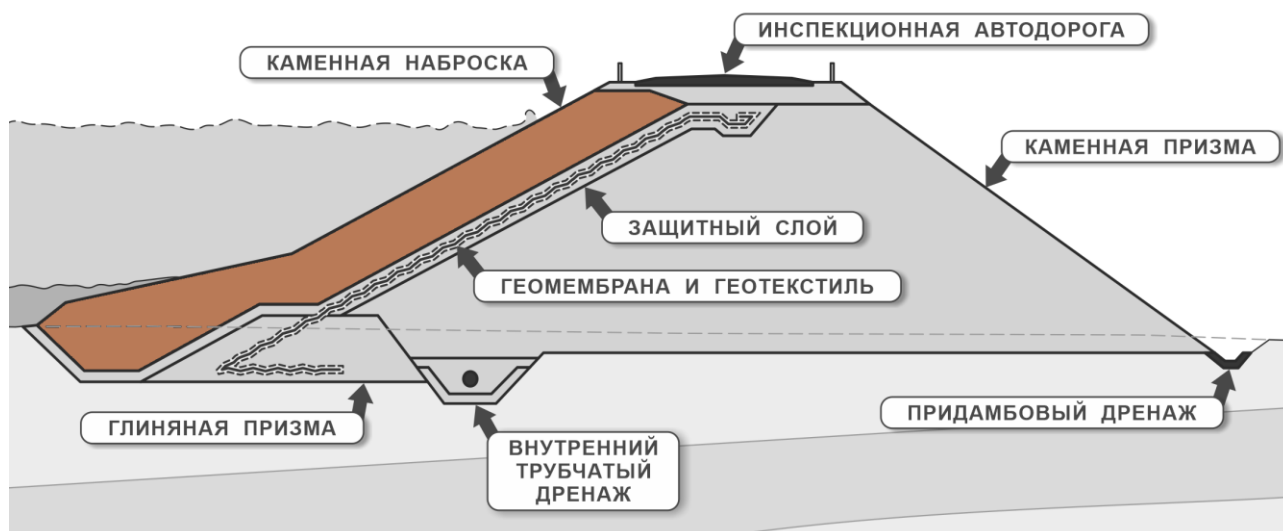 ИНСПЕКЦИОННАЯ АВТОДОРОГА
КАМЕННАЯ НАБРОСКА
КАМЕННАЯ ПРИЗМА
ЗАЩИТНЫЙ СЛОЙ
ГЕОМЕМБРАНА И ГЕОТЕКСТИЛЬ
ГЛИНЯНАЯ ПРИЗМА
ПРИДАМБОВЫЙ ДРЕНАЖ
ВНУТРЕННИЙ
ТРУБЧАТЫЙ
ДРЕНАЖ